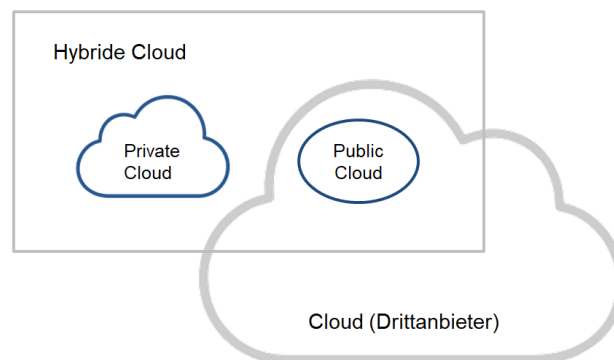 Hybride Cloud
Private
Cloud
Public
Cloud
Cloud (Drittanbieter)